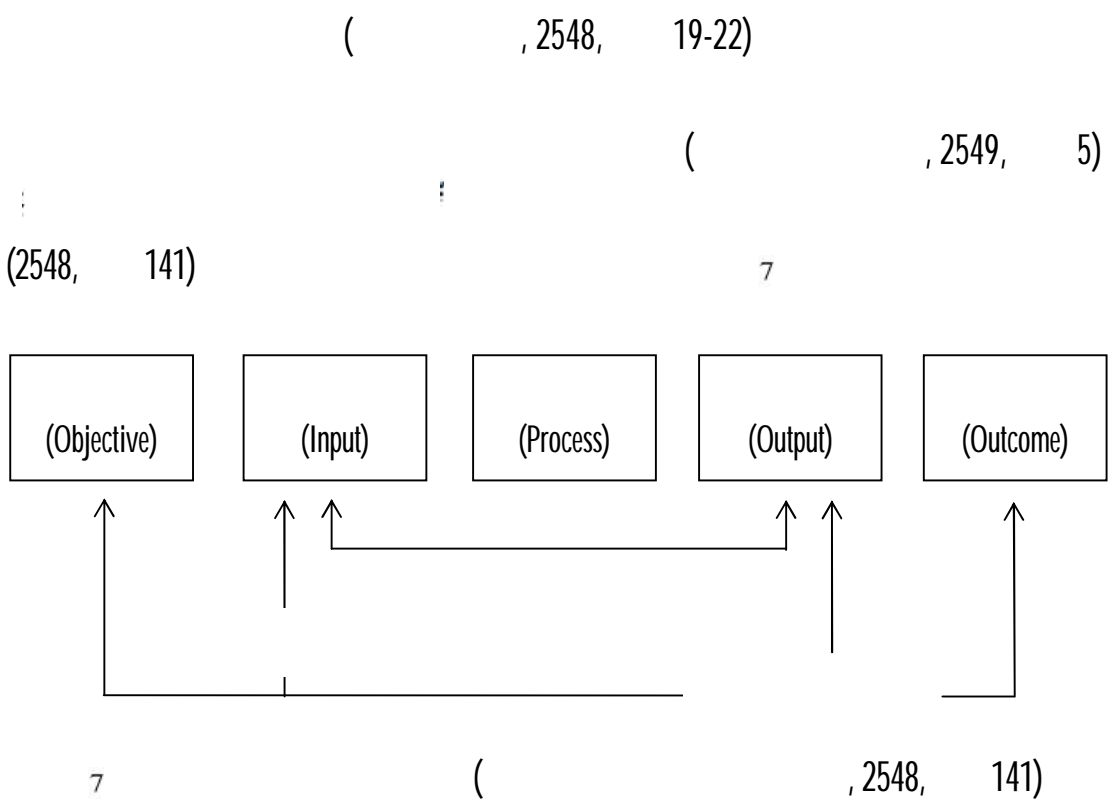 ( , 2548, 19-22)
( , 2549, 5)
(2548, 141) 7
(Objective) (Input) (Process) (Output) (Outcome)
7 ( , 2548, 141)